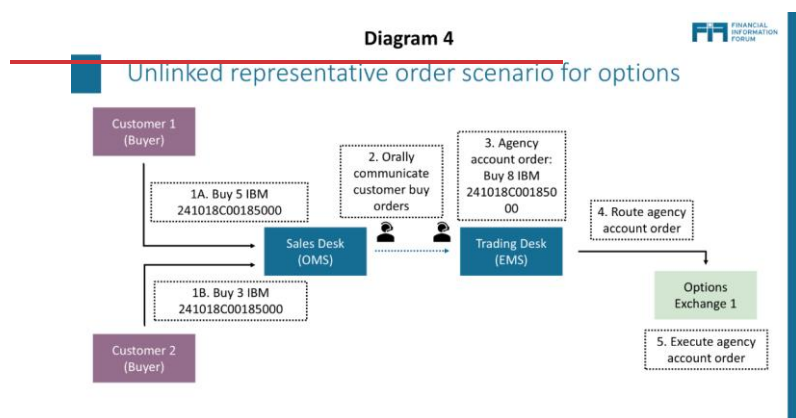 Diagram 4
FIF FINANCIAL
INFORMATION
FORUM
Unlinked representative order scenario for options
Customer 1
(Buyer)
1A. Buy 5 IBM
241018C00185000
2. Orally
communicate
customer buy
orders
3. Agency
account order:
Buy 8 IBM
241018C001850
00
4. Route agency
account order
Sales Desk
(OMS)
Trading Desk
(EMS)
1B. Buy 3 IBM
241018C00185000
Options
Exchange 1
Customer 2
(Buyer)
5. Execute agency
account order